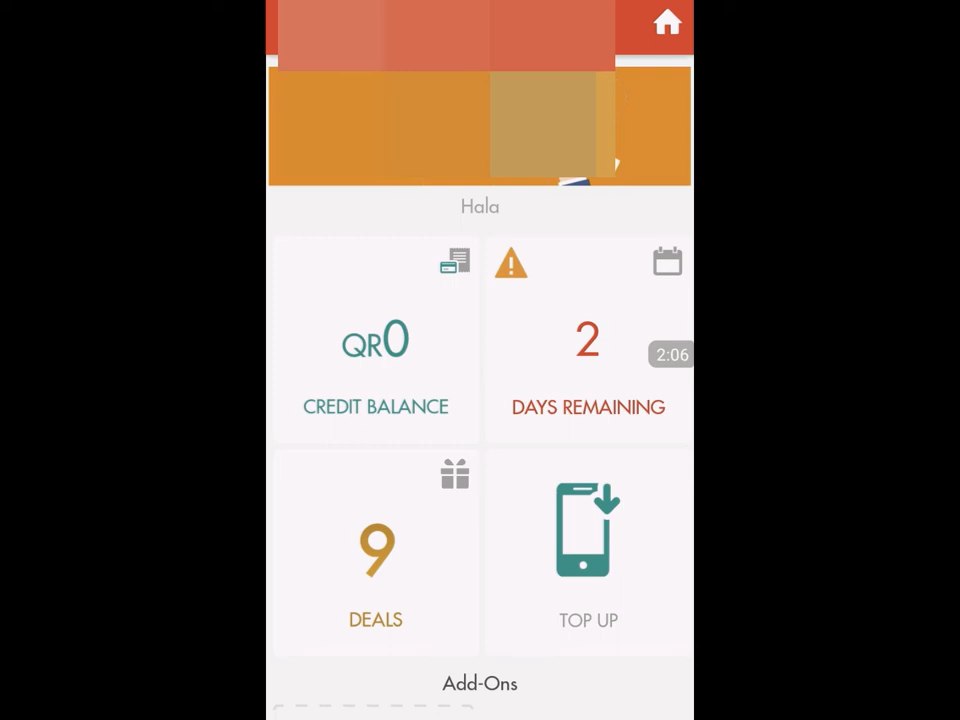 Hala
QR0
CREDIT BALANCE
2
DAYS REMAINING
2:06
9
DEALS
TOP UP
Add-Ons